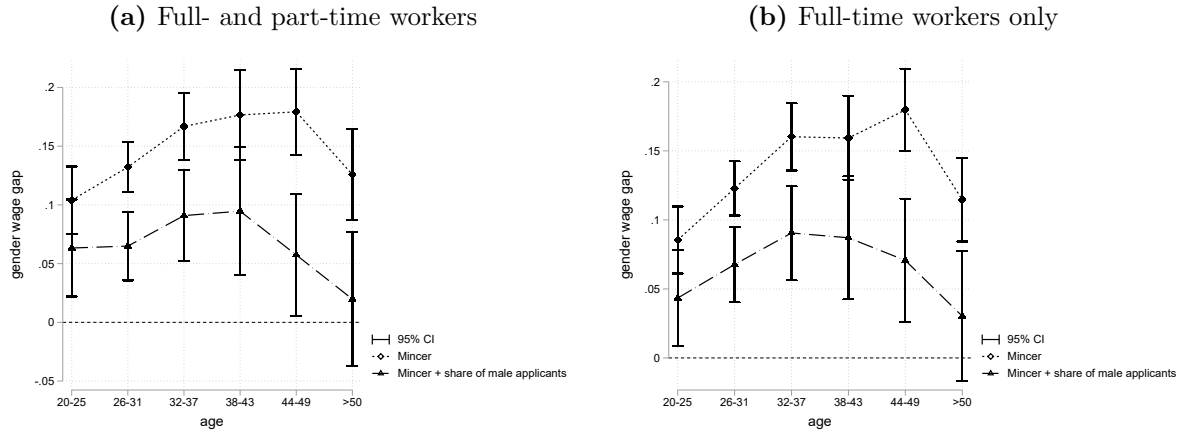 (a) Full- and part-time workers
gender wage gap
.2
.15
.1
.05
0
-.05
20-25 26-31 32-37 38-43 44-49 >50
age
95% CI
Mincer
Mincer + share of male applicants
(b) Full-time workers only
gender wage gap
.2
.15
.1
.05
0
20-25 26-31 32-37 38-43 44-49 >50
age
95% CI
Mincer
Mincer + share of male applicants